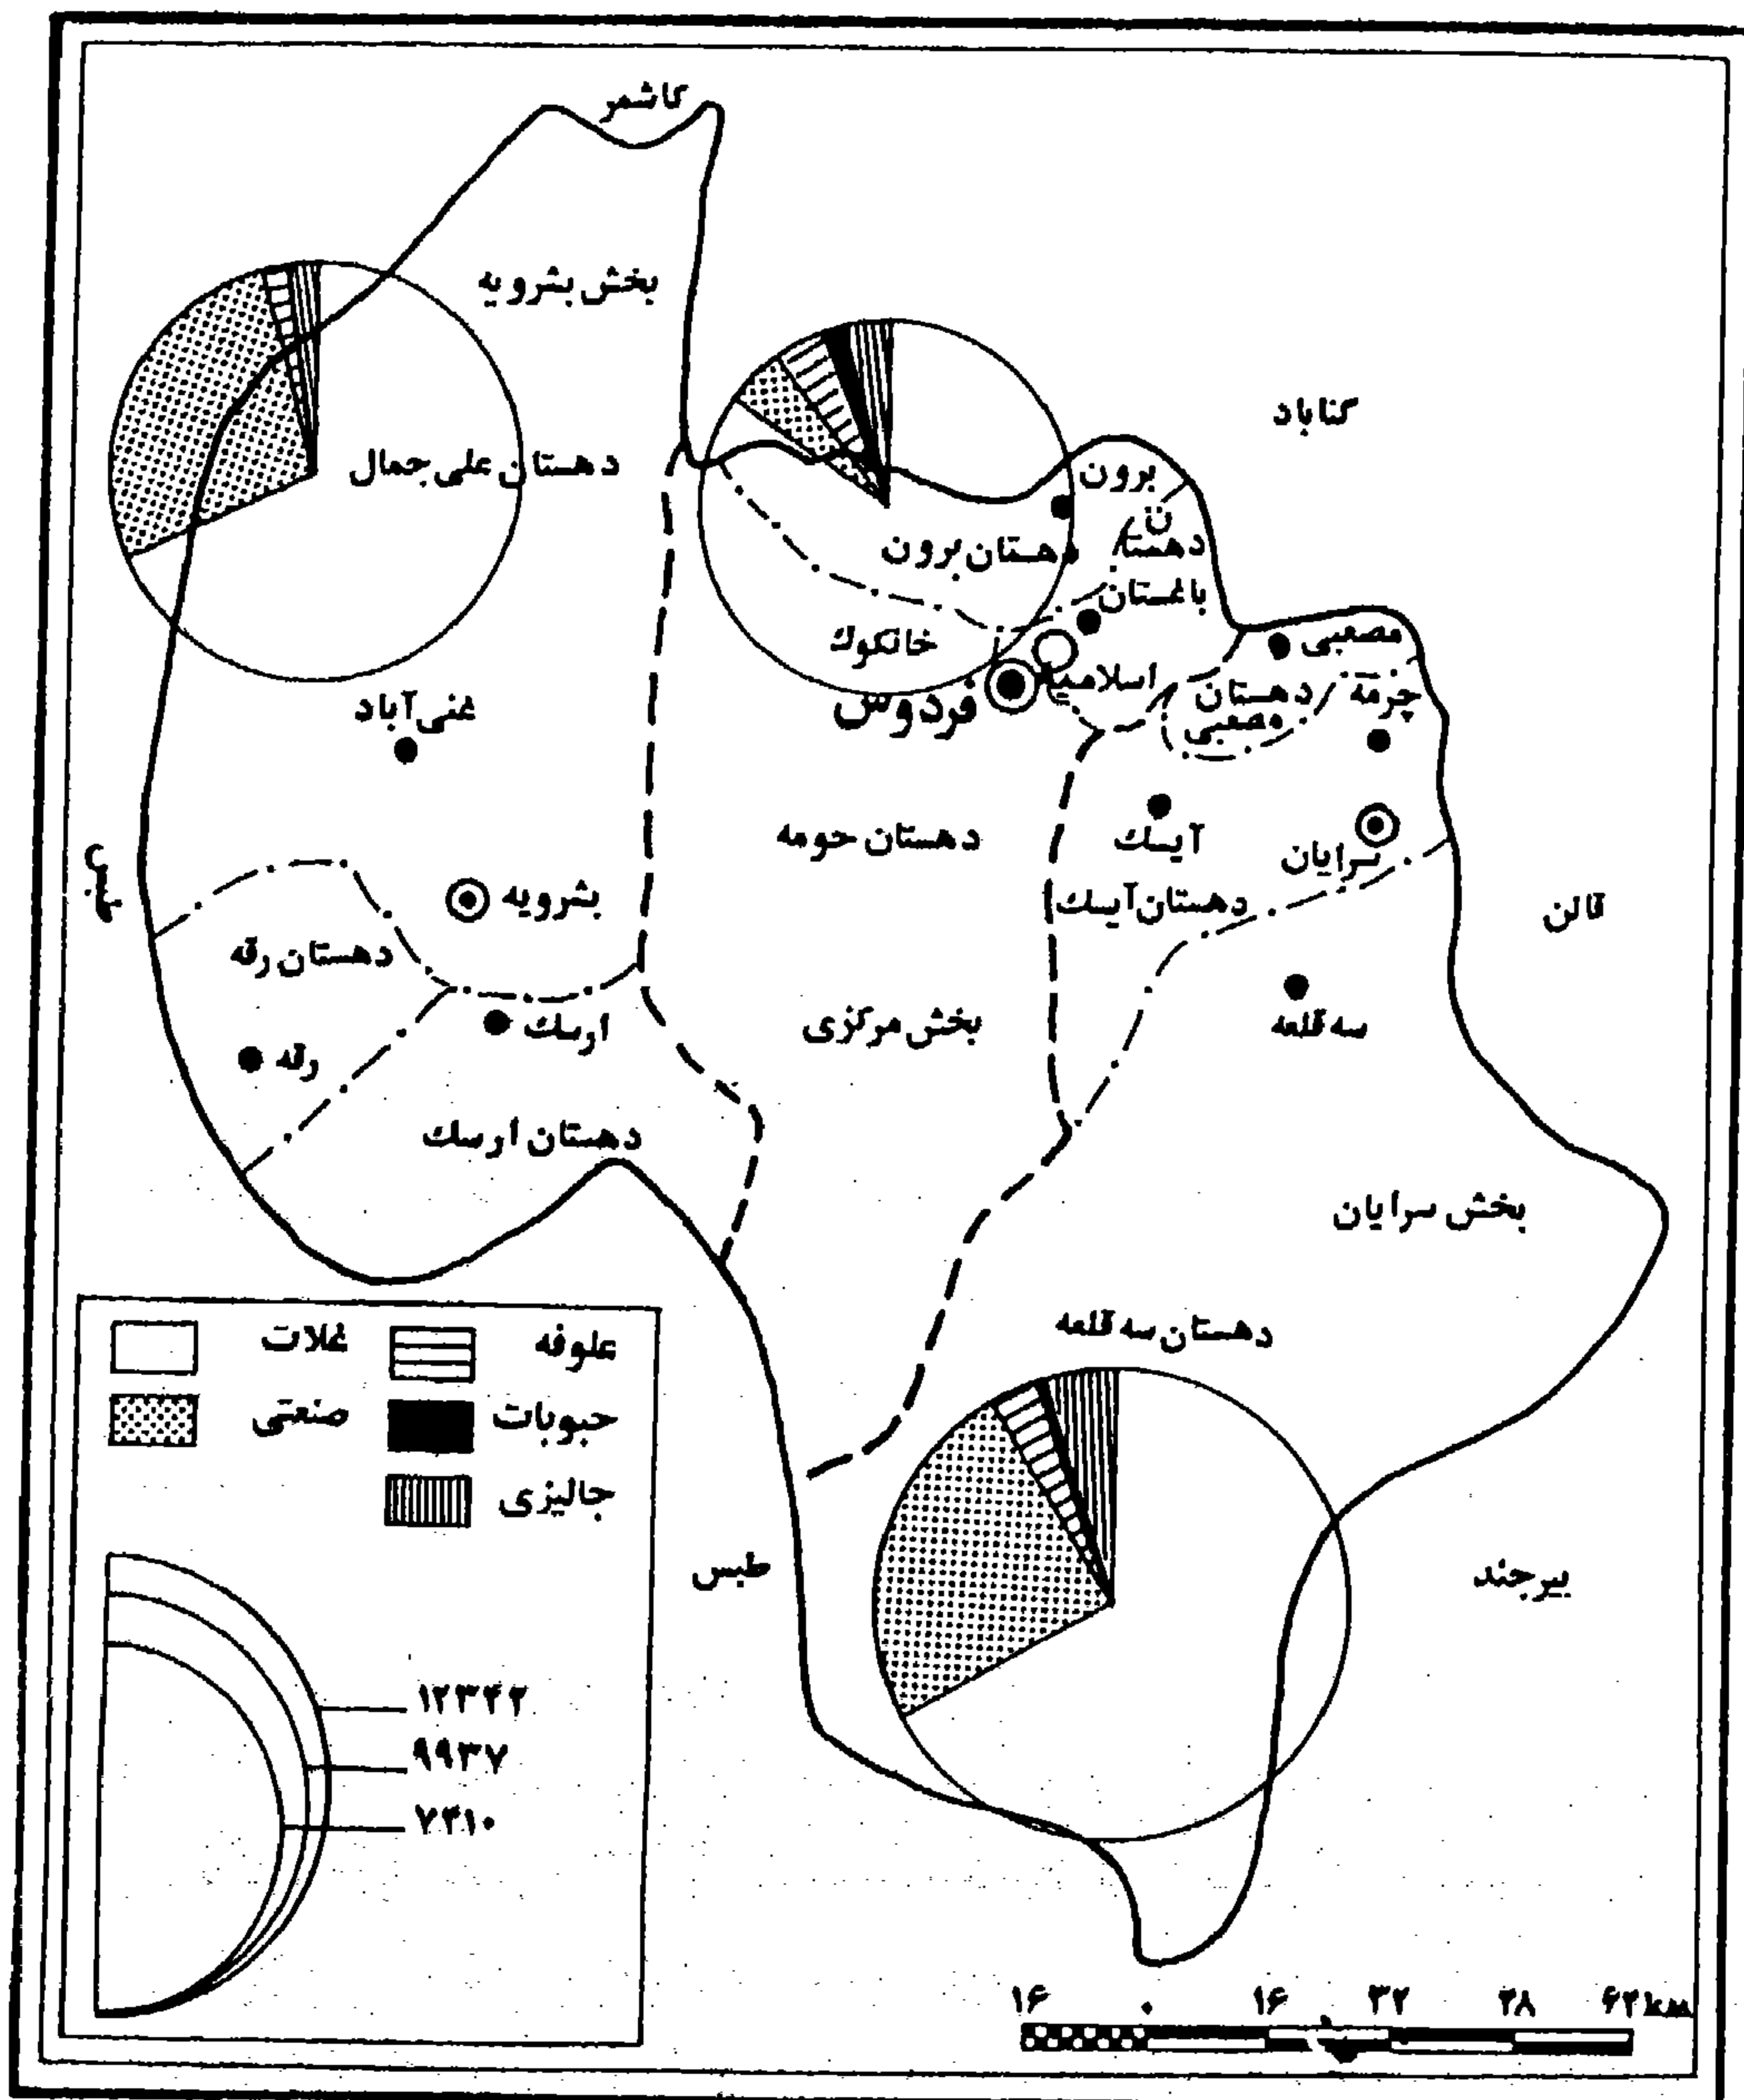 کاشمر
بخش بشرویه
گناباد
دهستان علی جمال
برون
دهستان برون
دهستان
باغستان
خانکوک
مصعبی
اسلامیه
دهستان
مصعبی
چرمه
فردوس
غنی‌آباد
دهستان حومه
آیسک
سرایان
دهستان آیسک
بشرویه
قائن
دهستان رقه
ارسک
بخش مرکزی
سه قلعه
رقه
دهستان ارسک
بخش سرایان
دهستان سه قلعه
علوفه
غلات
حبوبات
صنعتی
جالیزی
طبس
بیرجند
۱۲۳۴۲
۹۹۳۷
۷۴۱۰
۱۶ ۰ ۱۶ ۳۲ ۴۸ ۶۴km